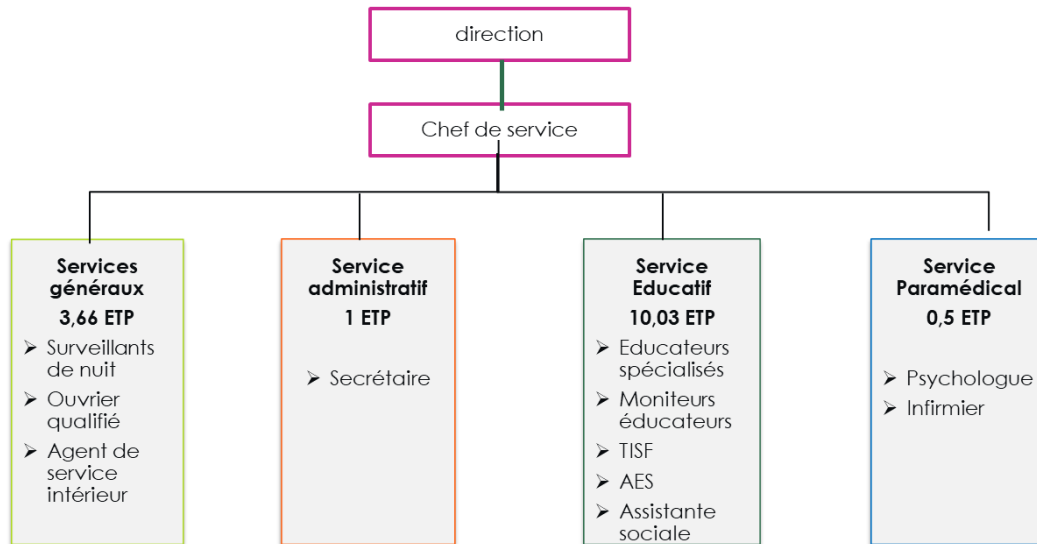 direction
Chef de service
Services
généraux
3,66 ETP
➢ Surveillants
de nuit
➢ Ouvrier
qualifié
➢ Agent de
service
intérieur
Service
administratif
1 ETP
➢ Secrétaire
Service
Educatif
10,03 ETP
➢ Educateurs
spécialisés
➢ Moniteurs
éducateurs
➢ TISF
➢ AES
➢ Assistante
sociale
Service
Paramédical
0,5 ETP
➢ Psychologue
➢ Infirmier